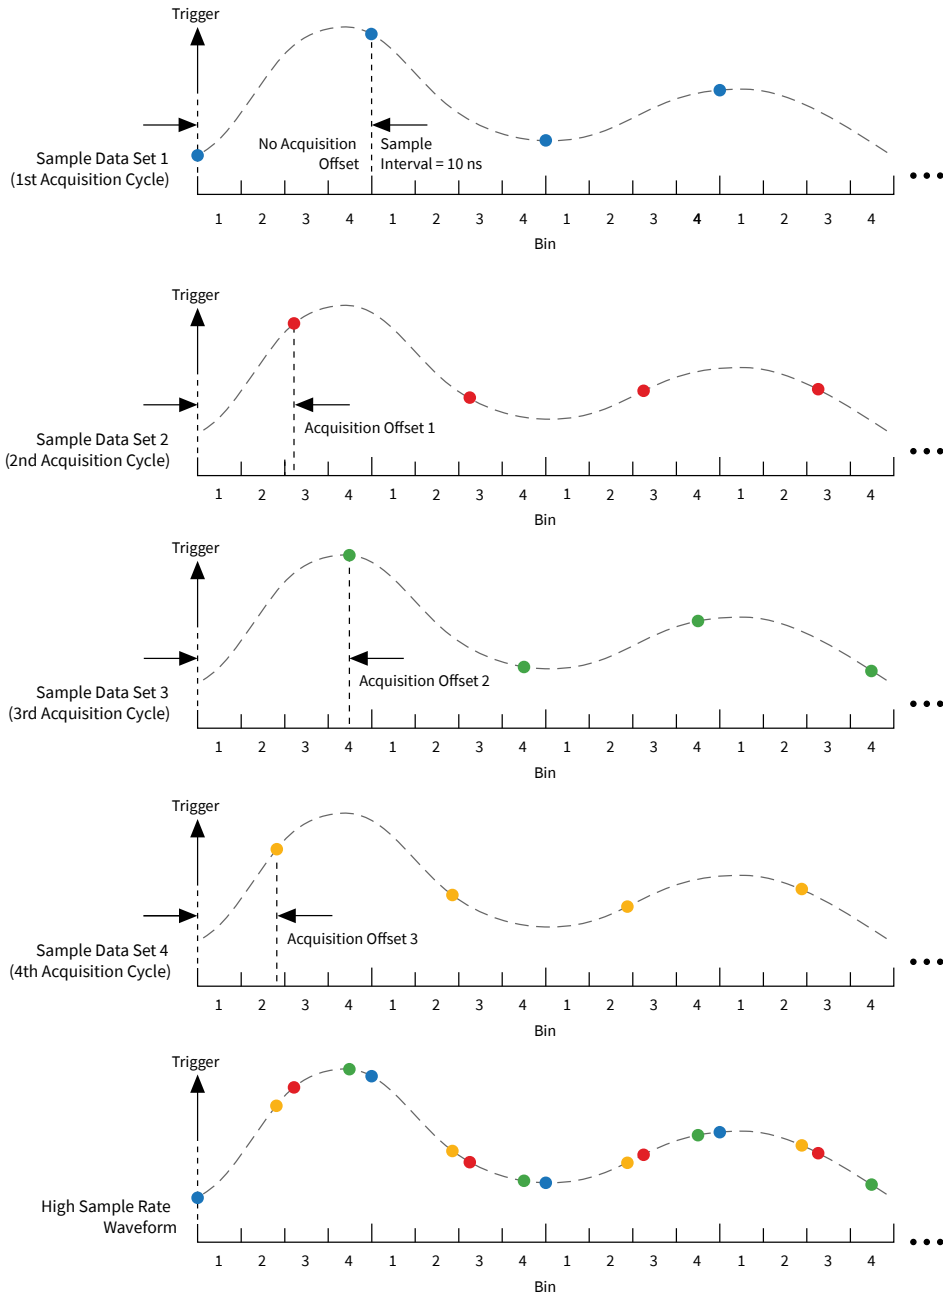 Trigger
No Acquisition
Offset
Sample
Interval = 10 ns
Sample Data Set 1
(1st Acquisition Cycle)
1 2 3 4 1 2 3 4 1 2 3 4 1 2 3 4
Bin
Trigger
Acquisition Offset 1
Sample Data Set 2
(2nd Acquisition Cycle)
1 2 3 4 1 2 3 4 1 2 3 4 1 2 3 4
Bin
Trigger
Acquisition Offset 2
Sample Data Set 3
(3rd Acquisition Cycle)
1 2 3 4 1 2 3 4 1 2 3 4 1 2 3 4
Bin
Trigger
Acquisition Offset 3
Sample Data Set 4
(4th Acquisition Cycle)
1 2 3 4 1 2 3 4 1 2 3 4 1 2 3 4
Bin
Trigger
High Sample Rate
Waveform
1 2 3 4 1 2 3 4 1 2 3 4 1 2 3 4
Bin